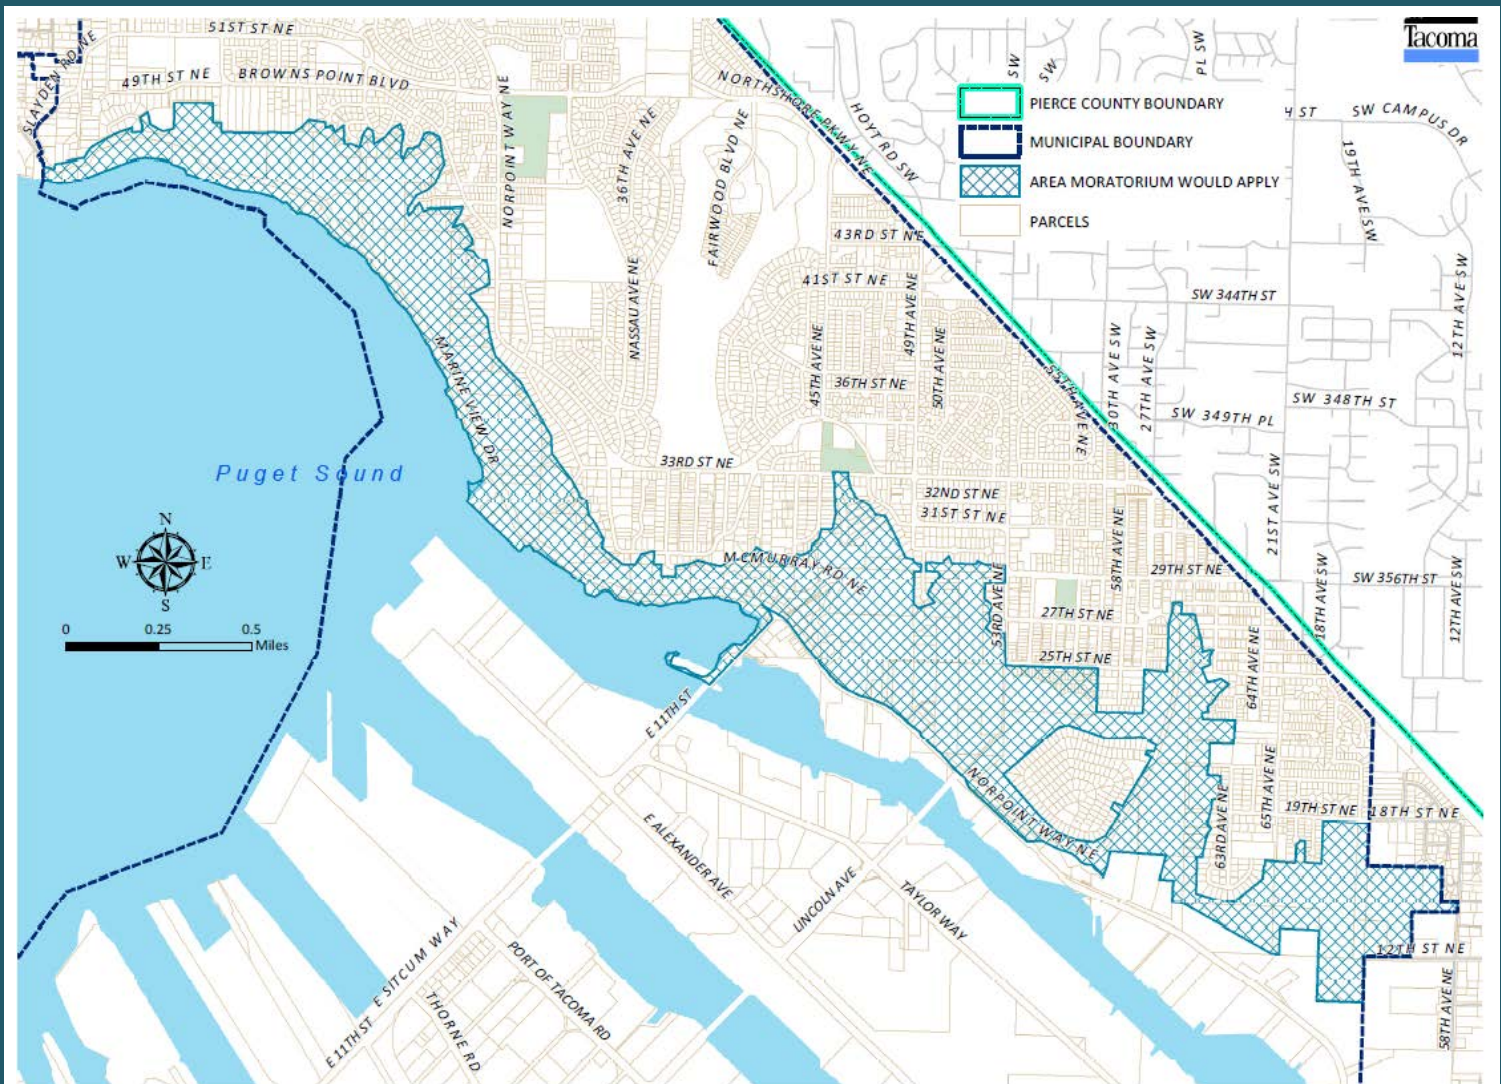 51ST ST NE
SLAYDEN RD NE
49TH ST NE
BROWNS POINT BLVD
NORPOINT WAY NE
36TH AVE NE
FAIRWOOD BLVD NE
NASSAU AVE NE
NORTHSHORE PKWY NE
HOYT RD SW
SW
SW
PL SW
Tacoma
PIERCE COUNTY BOUNDARY
MUNICIPAL BOUNDARY
AREA MORATORIUM WOULD APPLY
PARCELS
H ST
SW CAMPUS DR
19TH AVE SW
12TH AVE SW
43RD ST NE
41ST ST NE
49TH AVE NE
45TH AVE NE
50TH AVE NE
36TH ST NE
55TH AVE NE
SW 344TH ST
30TH AVE SW
27TH AVE SW
SW 348TH ST
SW 349TH PL
21ST AVE SW
MARINE VIEW DR
Puget Sound
33RD ST NE
32ND ST NE
31ST ST NE
MCMURRAY RD NE
53RD AVE NE
58TH AVE NE
29TH ST NE
27TH ST NE
25TH ST NE
SW 356TH ST
18TH AVE SW
12TH AVE SW
N
W
E
S
0
0.25
0.5
Miles
64TH AVE NE
65TH AVE NE
63RD AVE NE
19TH ST NE
18TH ST NE
E 11TH ST
NORPOINT WAY NE
E ALEXANDER AVE
LINCOLN AVE
TAYLOR WAY
E SITCUM WAY
PORT OF TACOMA RD
E 11TH ST
THORNE RD
12TH ST NE
58TH AVE NE